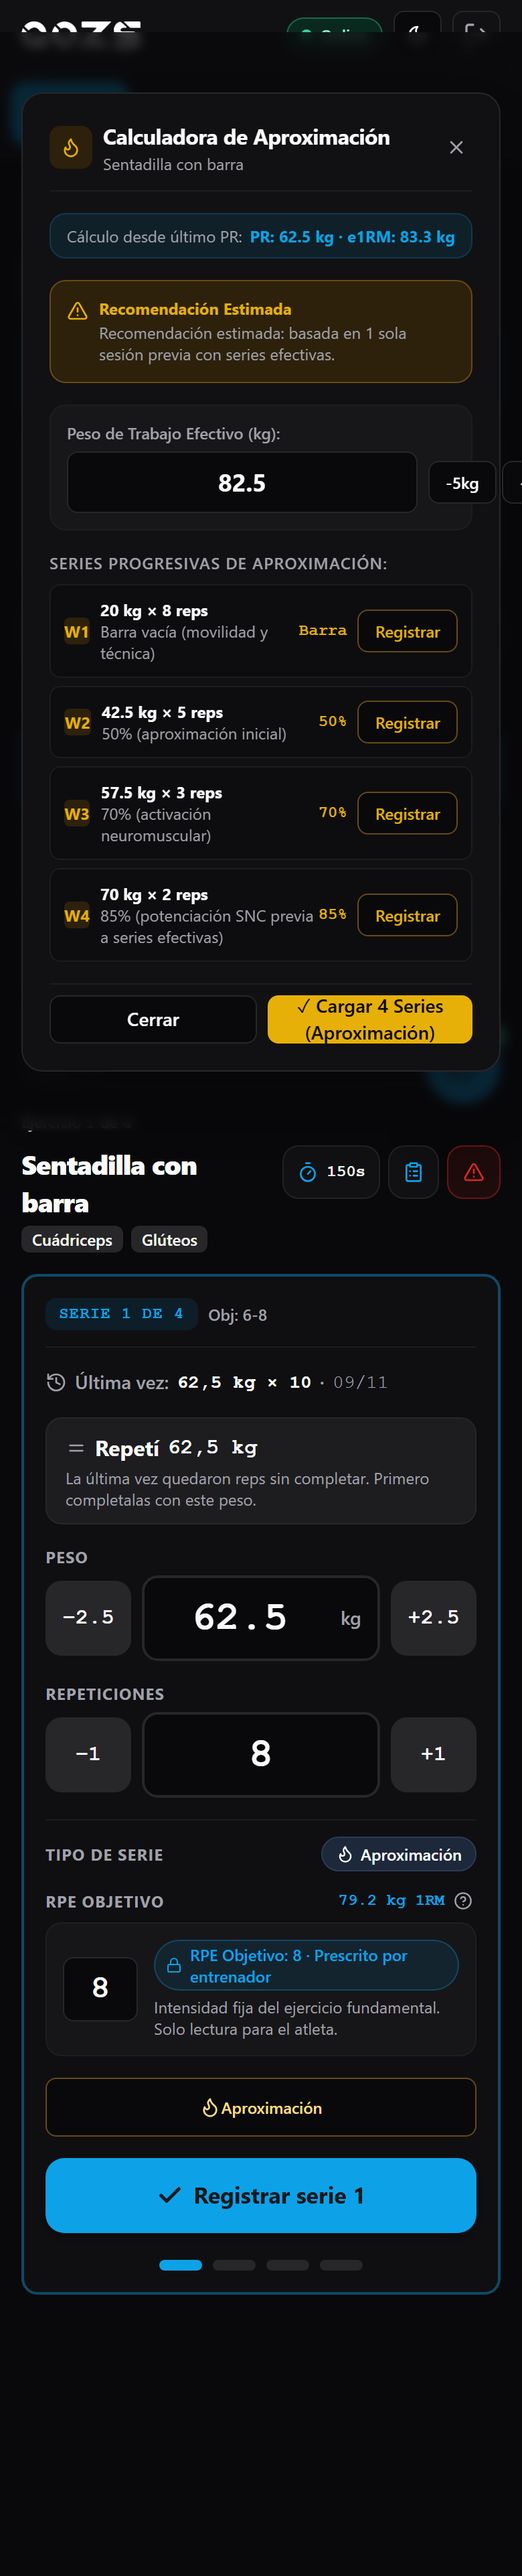 Calculadora de Aproximación
Sentadilla con barra
Cálculo desde último PR: PR: 62.5 kg · e1RM: 83.3 kg
Recomendación Estimada
Recomendación estimada: basada en 1 sola
sesión previa con series efectivas.
Peso de Trabajo Efectivo (kg):
82.5
-5kg
SERIES PROGRESIVAS DE APROXIMACIÓN:
W1
20 kg × 8 reps
Barra vacía (movilidad y
técnica)
Barra
Registrar
W2
42.5 kg × 5 reps
50% (aproximación inicial)
50%
Registrar
W3
57.5 kg × 3 reps
70% (activación
neuromuscular)
70%
Registrar
W4
70 kg × 2 reps
85% (potenciación SNC previa
a series efectivas)
85%
Registrar
Cerrar
✓ Cargar 4 Series
(Aproximación)
Sentadilla con
barra
150s
Cuádriceps
Glúteos
SERIE 1 DE 4
Obj: 6-8
Última vez: 62,5 kg × 10 · 09/11
= Repetí 62,5 kg
La última vez quedaron reps sin completar. Primero
completalas con este peso.
PESO
−2.5
62.5
kg
+2.5
REPETICIONES
−1
8
+1
TIPO DE SERIE
Aproximación
RPE OBJETIVO
79.2 kg 1RM
8
RPE Objetivo: 8 · Prescrito por
entrenador
Intensidad fija del ejercicio fundamental.
Solo lectura para el atleta.
Aproximación
Registrar serie 1